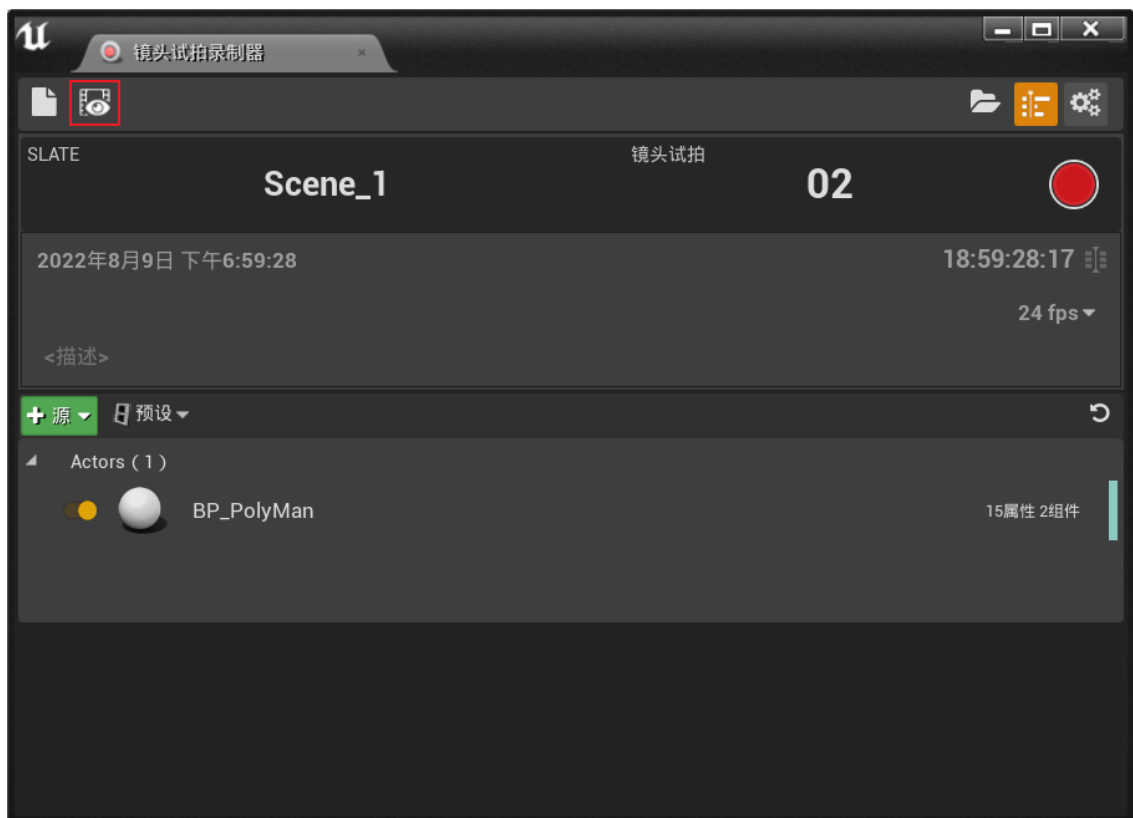 镜头试拍录制器
SLATE
镜头试拍
Scene_1
02
2022年8月9日 下午6:59:28
18:59:28:17
24 fps
<描述>
源
预设
Actors ( 1 )
BP_PolyMan
15属性 2组件